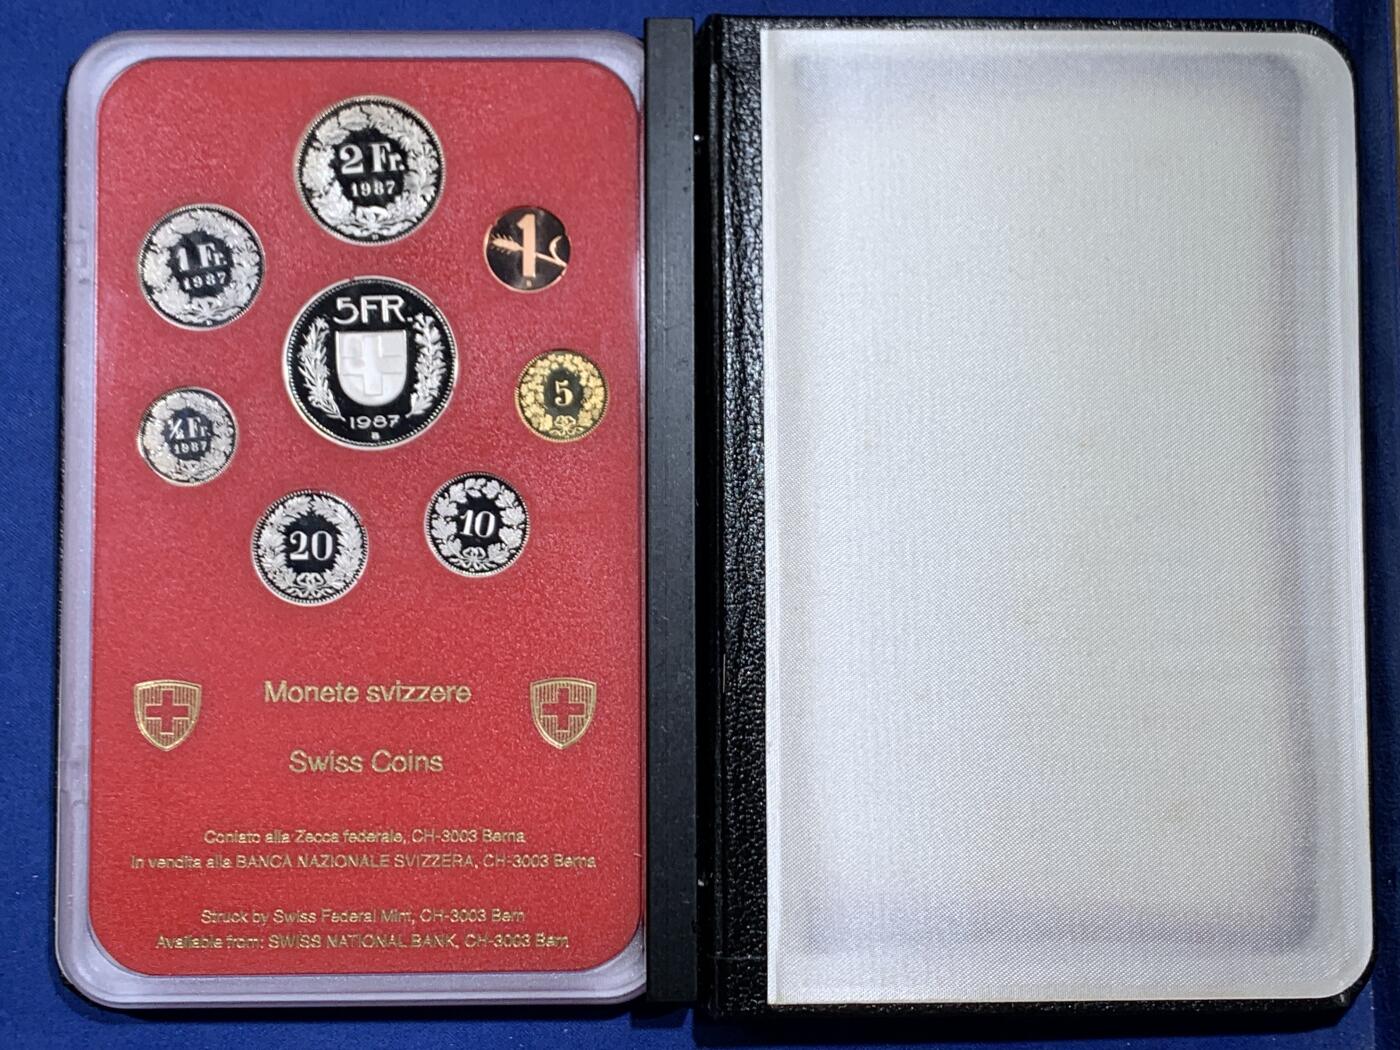 2 Fr.
1987
1 Fr.
1987
1
5FR.
1987
B
5
½ Fr.
1987
10
20
Monete svizzere
Swiss Coins
Coniato alla Zecca federale, CH-3003 Berna
In vendita alla BANCA NAZIONALE SVIZZERA, CH-3003 Berna
Struck by Swiss Federal Mint, CH-3003 Bern
Available from: SWISS NATIONAL BANK, CH-3003 Bern